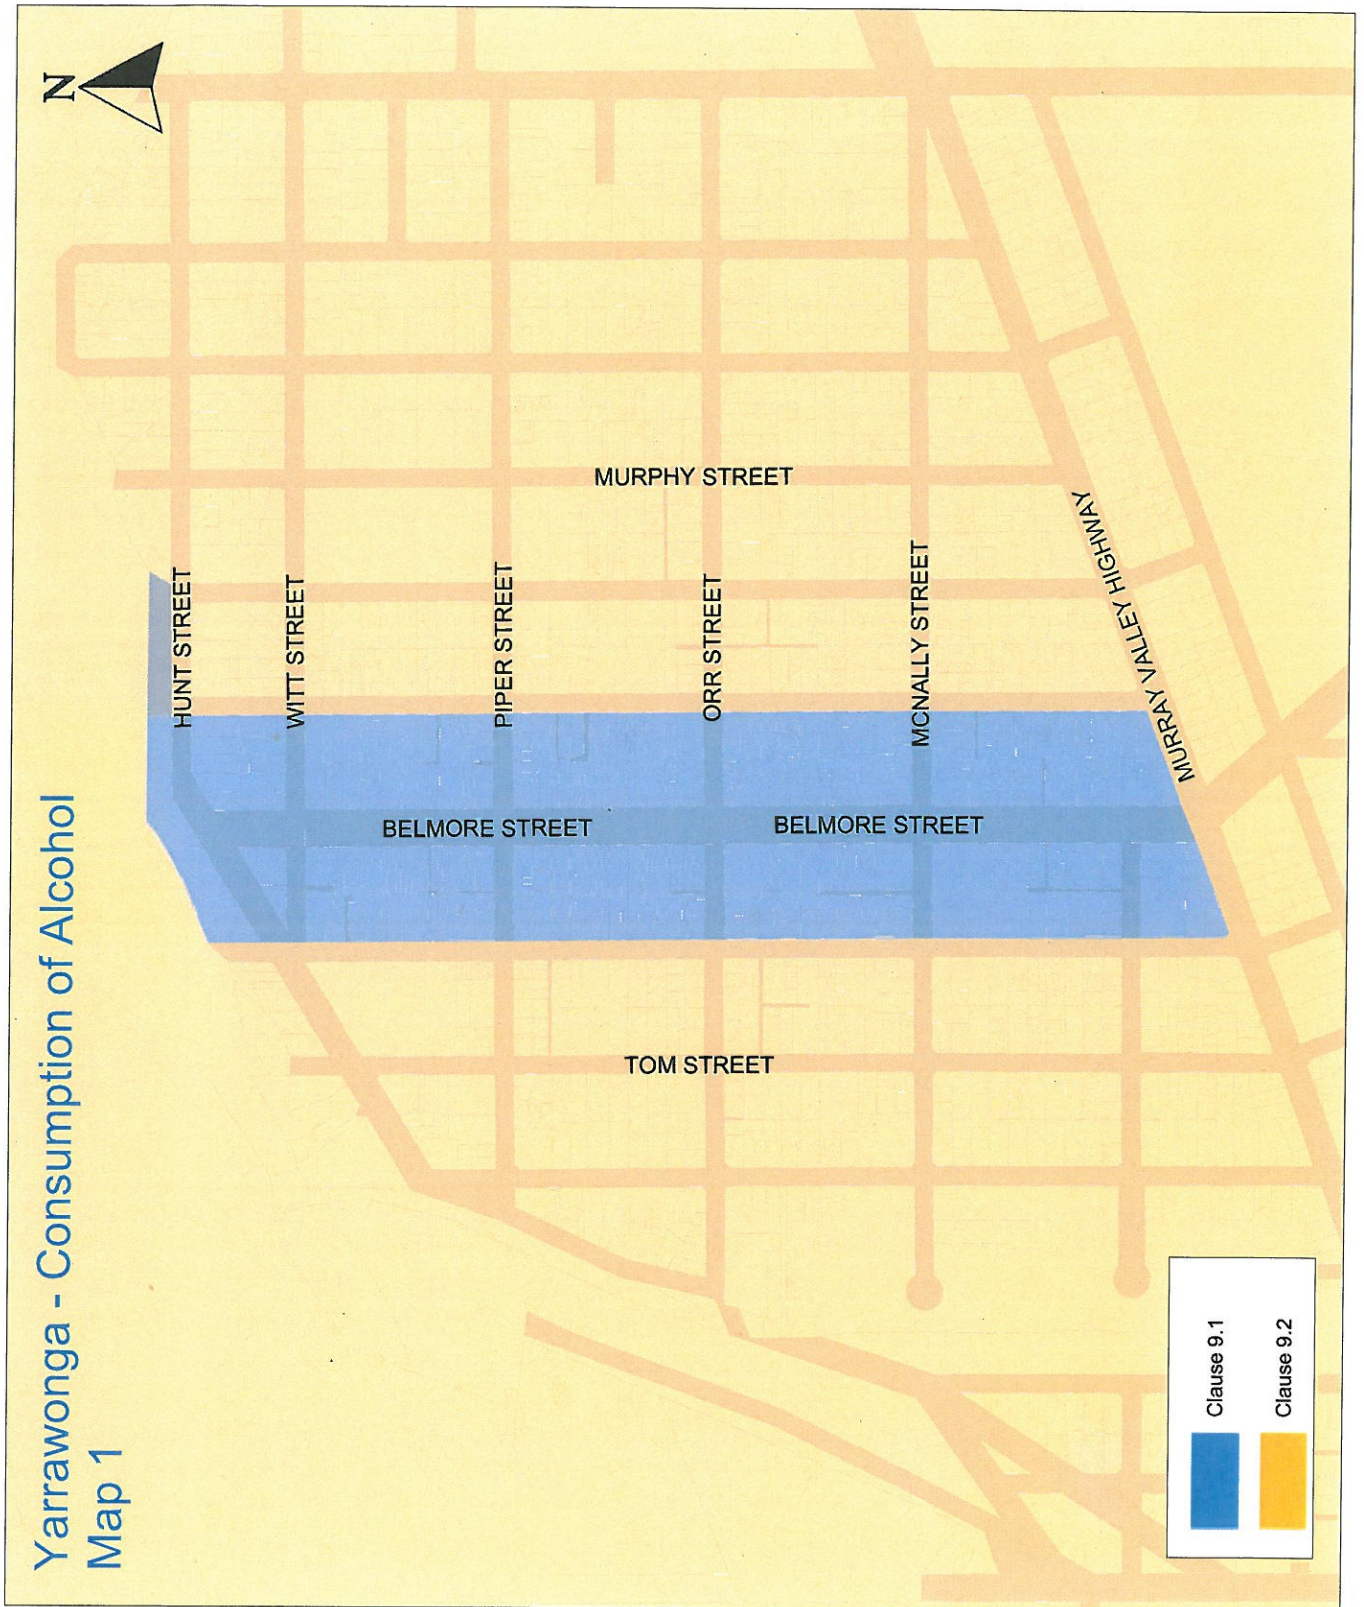 Yarrawonga - Consumption of Alcohol
Map 1
N
HUNT STREET
WITT STREET
PIPER STREET
ORR STREET
MCNALLY STREET
MURPHY STREET
MURRAY VALLEY HIGHWAY
BELMORE STREET
BELMORE STREET
TOM STREET
Clause 9.1
Clause 9.2